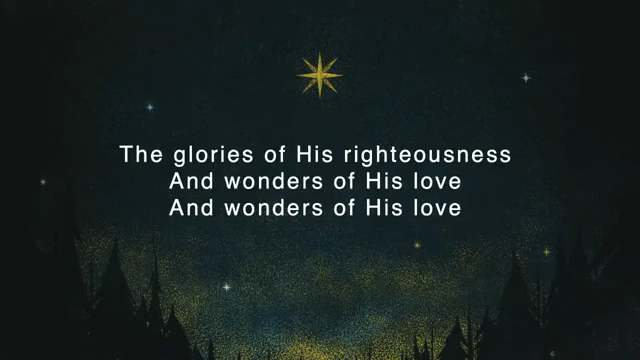 The glories of His righteousness
And wonders of His love
And wonders of His love